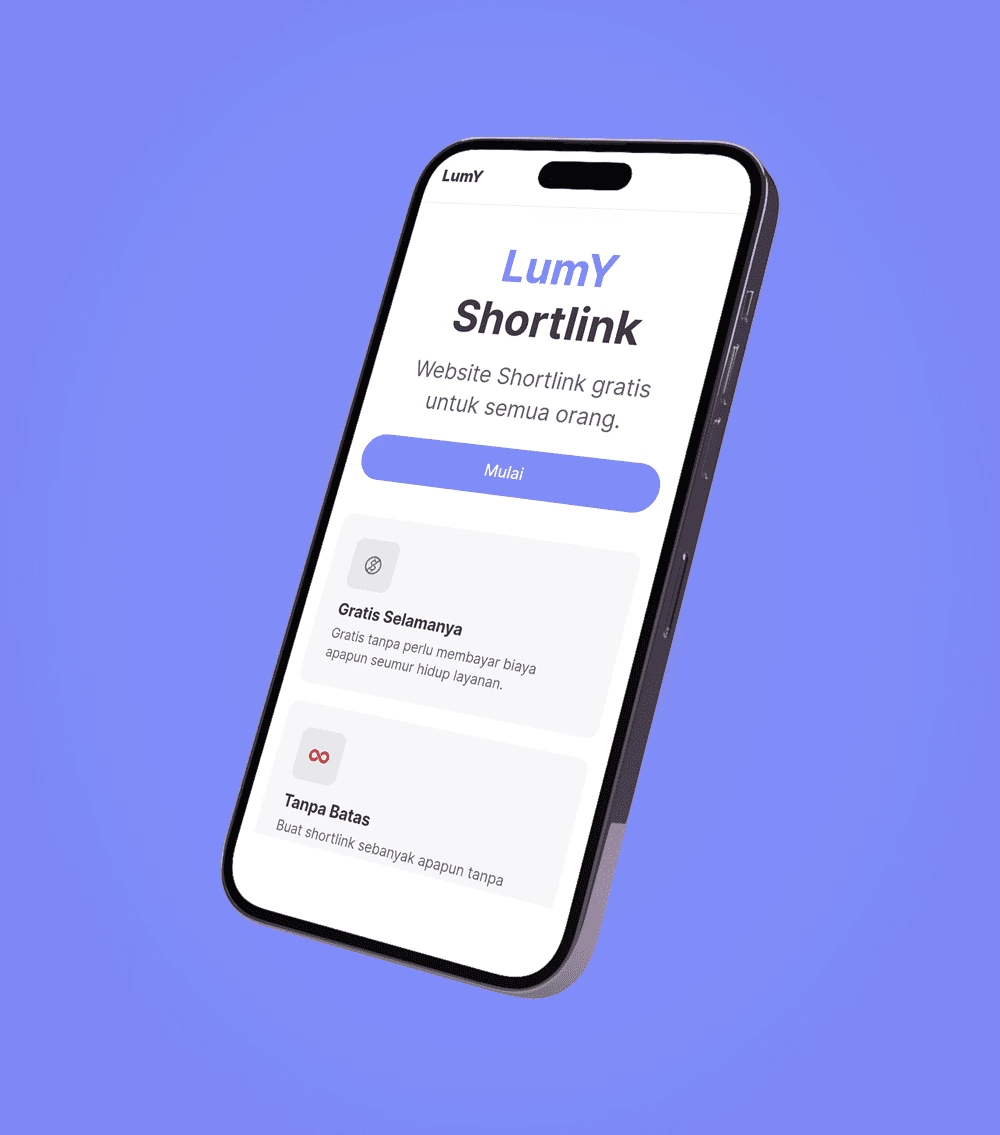 LumY
LumY
Shortlink
Website Shortlink gratis
untuk semua orang.
Mulai
Gratis Selamanya
Gratis tanpa perlu membayar biaya
apapun seumur hidup layanan.
Tanpa Batas
Buat shortlink sebanyak apapun tanpa